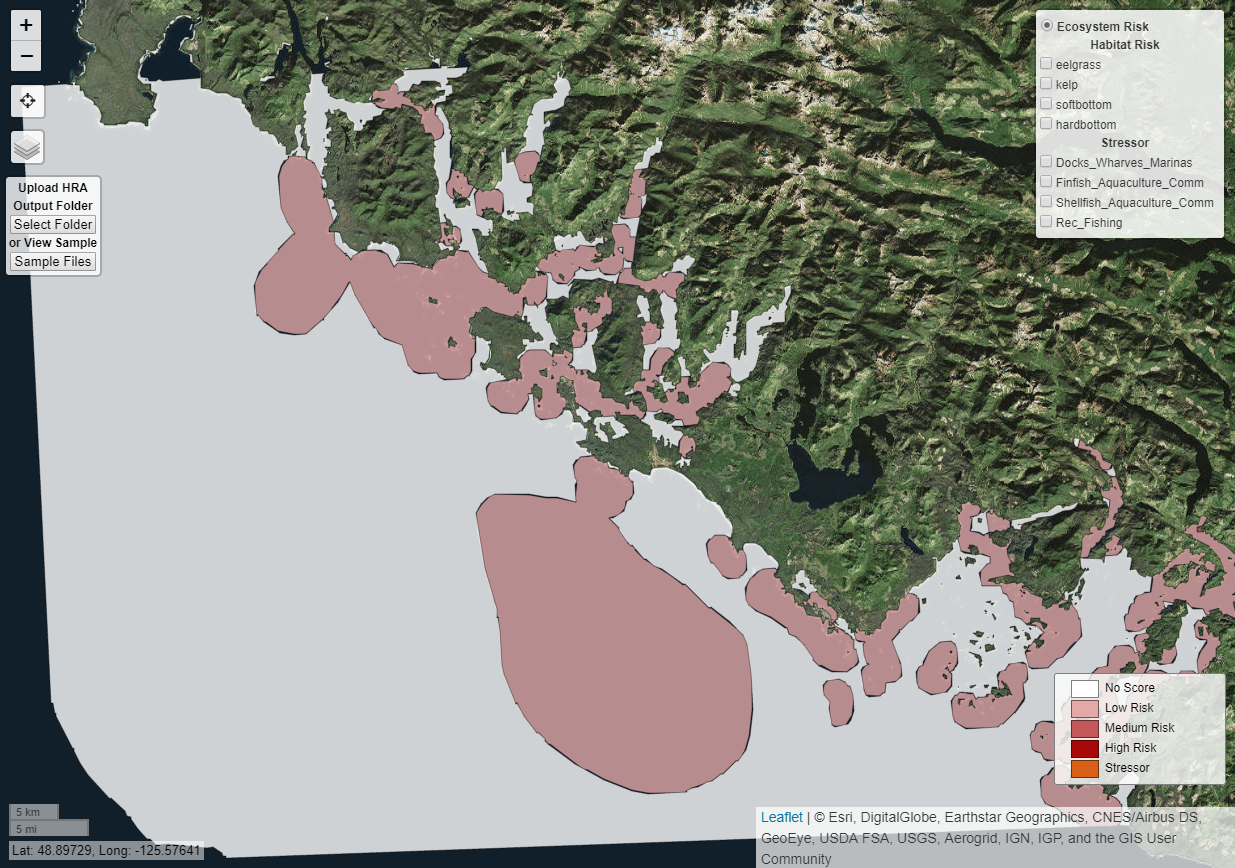 +
−
Upload HRA
Output Folder
Select Folder
or View Sample
Sample Files
Ecosystem Risk
Habitat Risk
eelgrass
kelp
softbottom
hardbottom
Stressor
Docks_Wharves_Marinas
Finfish_Aquaculture_Comm
Shellfish_Aquaculture_Comm
Rec_Fishing
No Score
Low Risk
Medium Risk
High Risk
Stressor
5 km
5 mi
Lat: 48.89729, Long: -125.57641
Leaflet | © Esri, DigitalGlobe, Earthstar Geographics, CNES/Airbus DS,
GeoEye, USDA FSA, USGS, Aerogrid, IGN, IGP, and the GIS User
Community